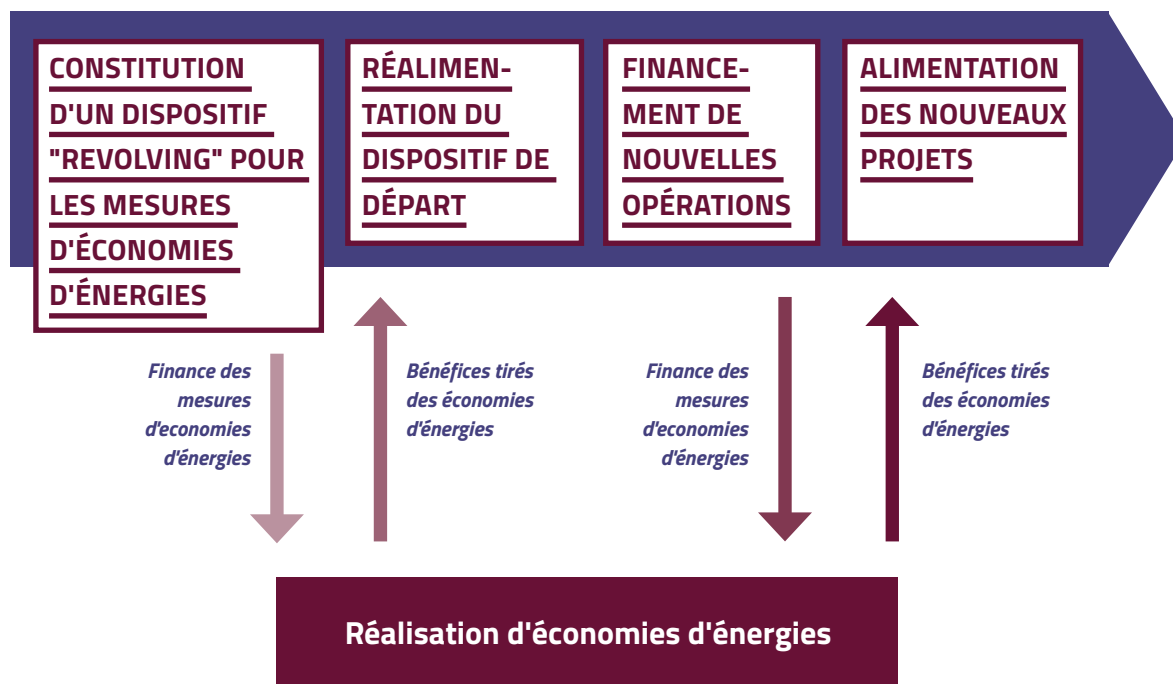 CONSTITUTION
D'UN DISPOSITIF
"REVOLVING" POUR
LES MESURES
D'ÉCONOMIES
D'ÉNERGIES
RÉALIMEN-
TATION DU
DISPOSITIF DE
DÉPART
FINANCE-
MENT DE
NOUVELLES
OPÉRATIONS
ALIMENTATION
DES NOUVEAUX
PROJETS
Finance des
mesures
d'economies
d'énergies
Bénéfices tirés
des économies
d'énergies
Finance des
mesures
d'economies
d'énergies
Bénéfices tirés
des économies
d'énergies
Réalisation d'économies d'énergies